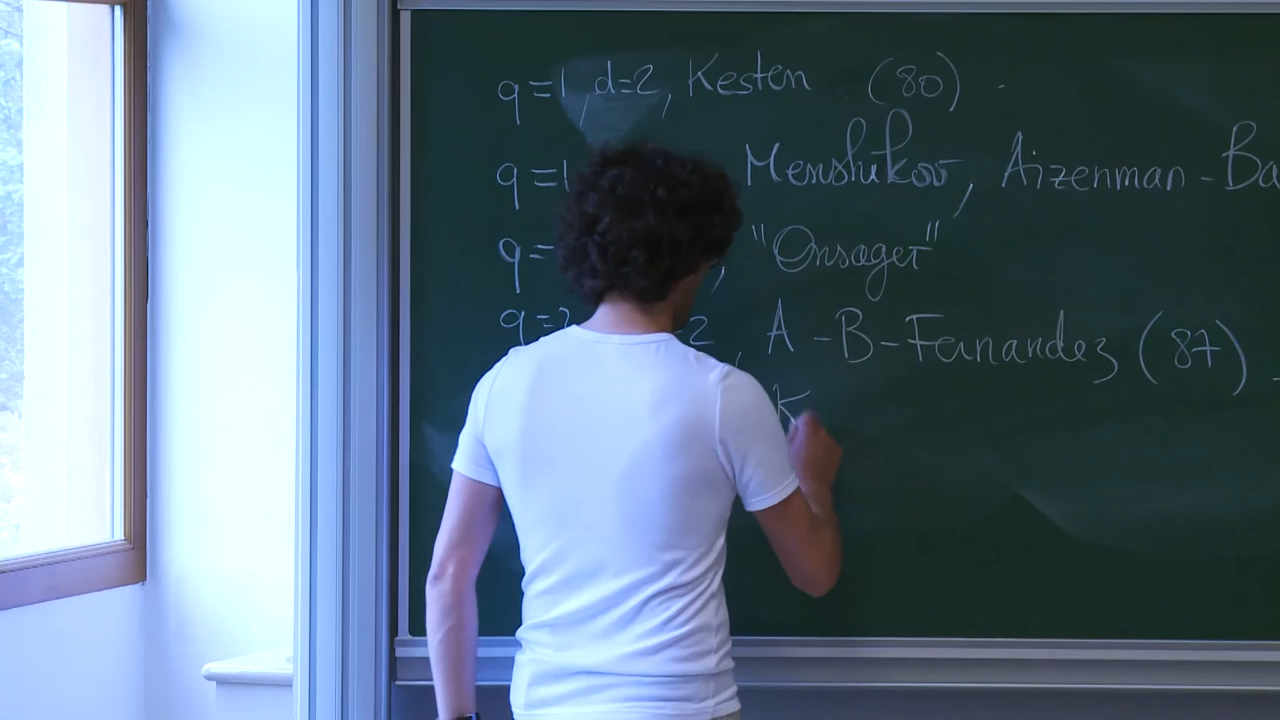 q=1, d=2, Kesten (80)
q=1 Menshikov, Aizenman-Ba
q= , "Onsager"
q=2 -2, A-B-Fernandez (87) -
K